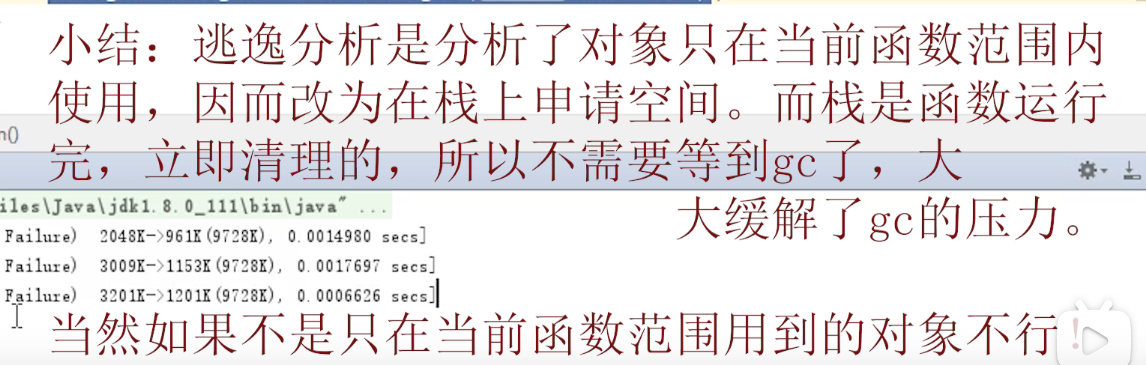 小结：逃逸分析是分析了对象只在当前函数范围内
使用，因而改为在栈上申请空间。而栈是函数运行
n()
完，立即清理的，所以不需要等到gc了，大
iles\Java\jdk1.8.0_111\bin\java" ...
大缓解了gc的压力。
Failure)  2048K->961K(9728K), 0.0014980 secs]
Failure)  3009K->1153K(9728K), 0.0017697 secs]
Failure)  3201K->1201K(9728K), 0.0006626 secs]
当然如果不是只在当前函数范围用到的对象不行！